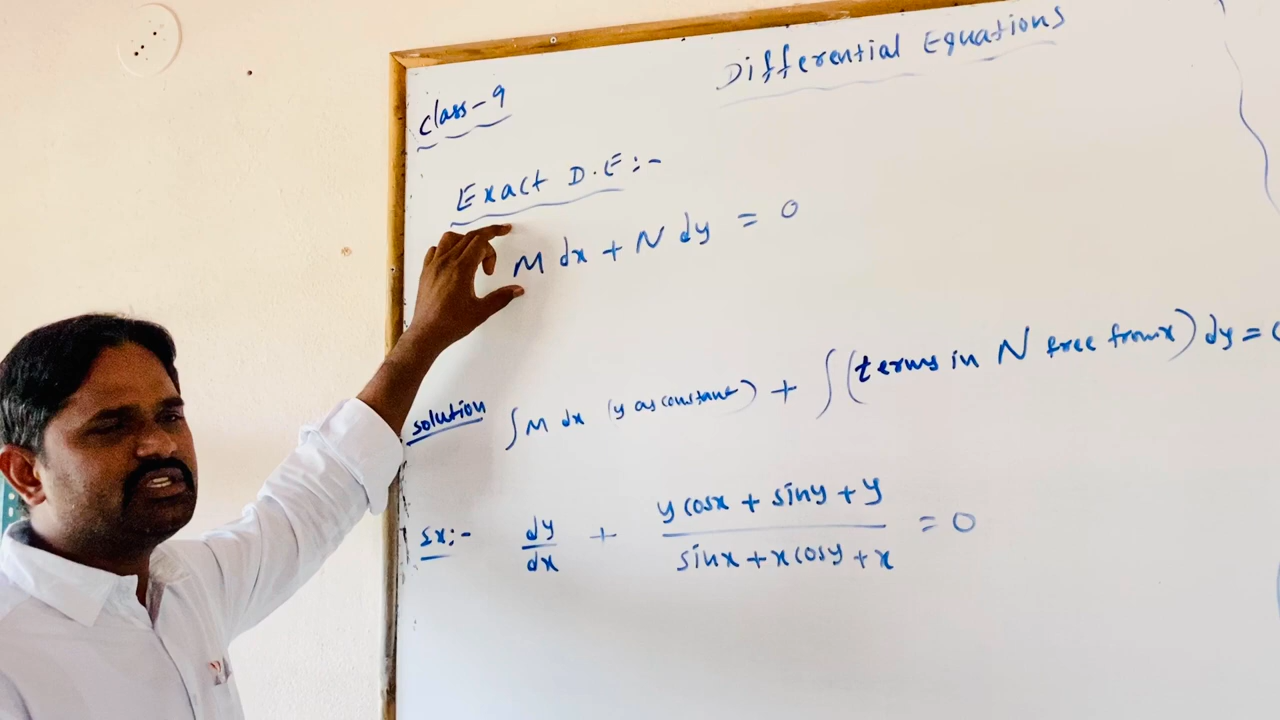 Differential Equations
class-9
Exact D.E:-
M dx + N dy = 0
solution ∫M dx (y as constant) + ∫(terms in N free from x) dy =
Ex:- dy/dx + (y cosx + siny + y)/(sinx + x cosy + x) = 0